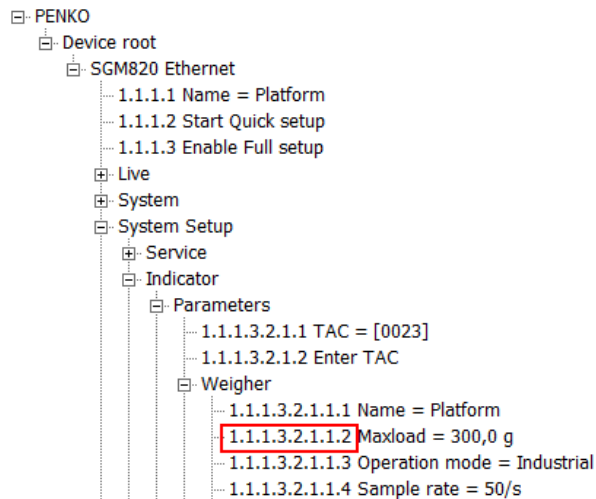 PENKO
Device root
SGM820 Ethernet
1.1.1.1 Name = Platform
1.1.1.2 Start Quick setup
1.1.1.3 Enable Full setup
Live
System
System Setup
Service
Indicator
Parameters
1.1.1.3.2.1.1 TAC = [0023]
1.1.1.3.2.1.2 Enter TAC
Weigher
1.1.1.3.2.1.1.1 Name = Platform
1.1.1.3.2.1.1.2 Maxload = 300,0 g
1.1.1.3.2.1.1.3 Operation mode = Industrial
1.1.1.3.2.1.1.4 Sample rate = 50/s